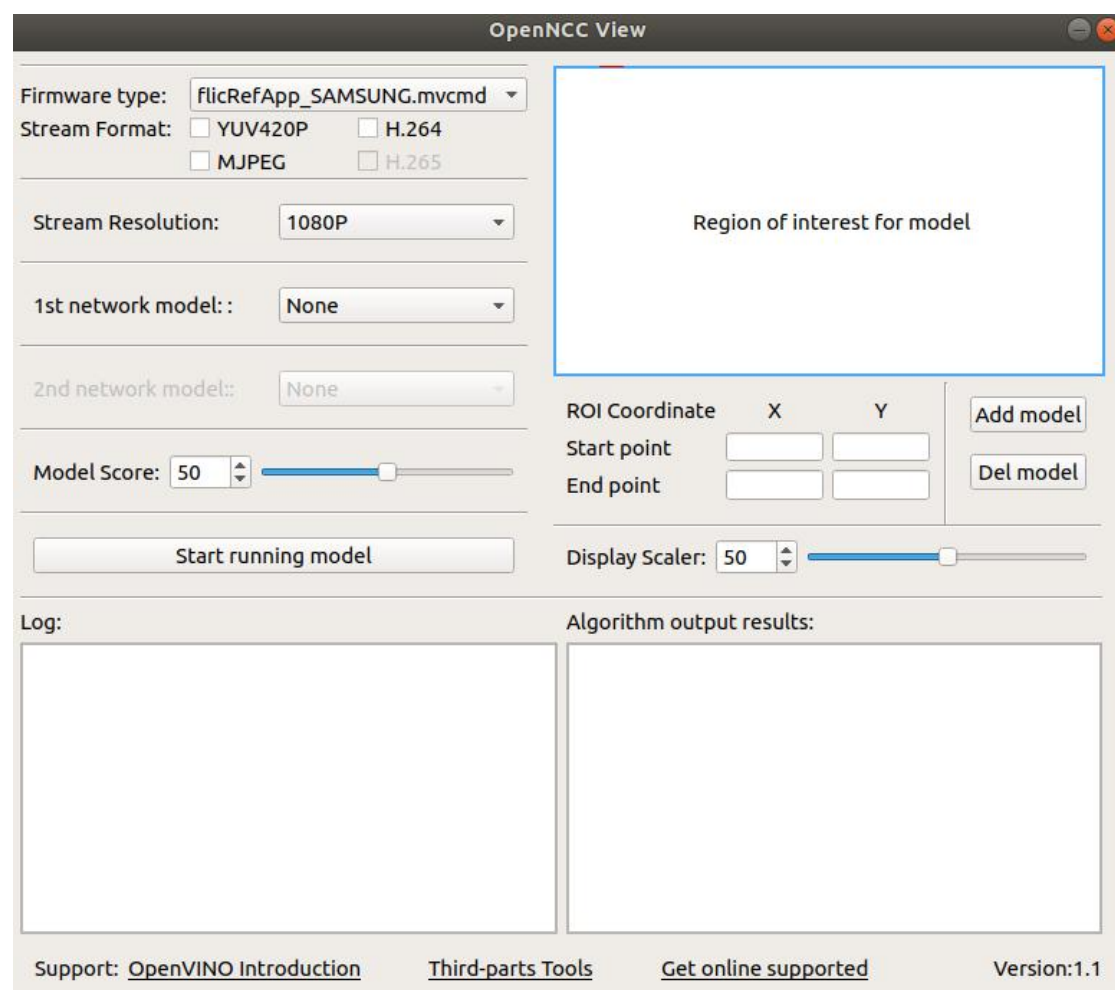 OpenNCC View
Firmware type: flicRefApp_SAMSUNG.mvcmd
Stream Format: YUV420P H.264
MJPEG H.265
Stream Resolution: 1080P
1st network model: : None
2nd network model:: None
Model Score: 50
Start running model
Region of interest for model
ROI Coordinate X Y
Start point
End point
Add model
Del model
Display Scaler: 50
Log:
Algorithm output results:
Support: OpenVINO Introduction Third-parts Tools Get online supported Version:1.1